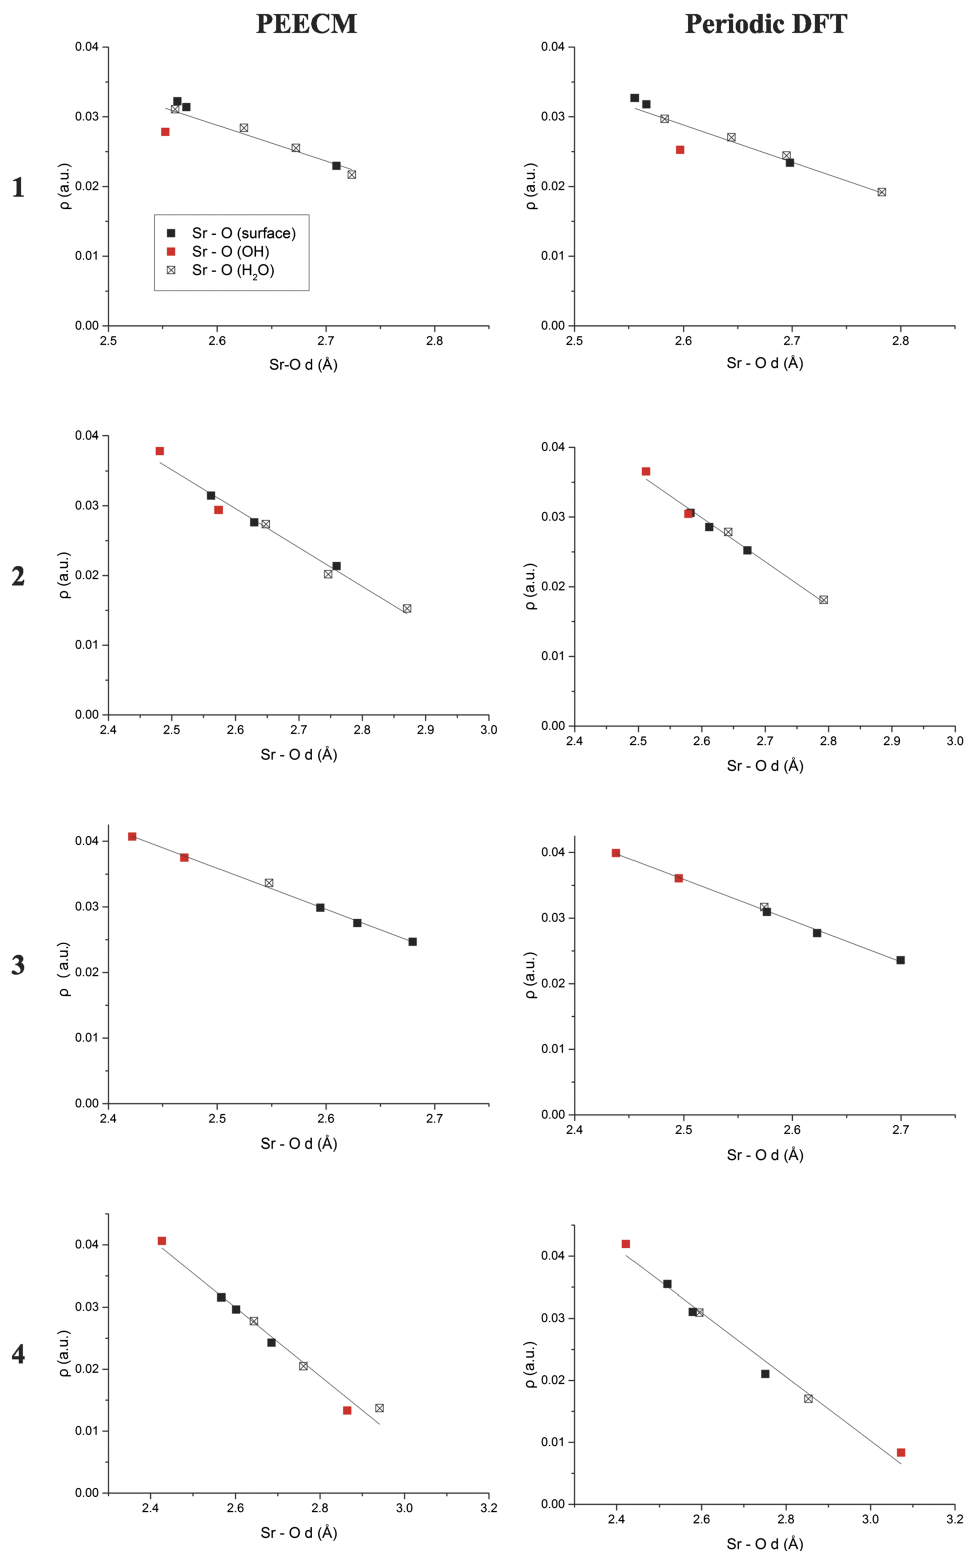 PEECM
Periodic DFT
1
0.04
0.03
0.02
0.01
0.00
ρ (a.u.)
Sr - O (surface)
Sr - O (OH)
Sr - O (H₂O)
2.5 2.6 2.7 2.8
Sr-O d (Å)
0.04
0.03
0.02
0.01
0.00
ρ (a.u.)
2.5 2.6 2.7 2.8
Sr - O d (Å)
2
0.04
0.03
0.02
0.01
0.00
ρ (a.u.)
2.4 2.5 2.6 2.7 2.8 2.9 3.0
Sr - O d (Å)
0.04
0.03
0.02
0.01
0.00
ρ (a.u.)
2.4 2.5 2.6 2.7 2.8 2.9 3.0
Sr - O d (Å)
3
0.04
0.03
0.02
0.01
0.00
ρ ( a.u.)
2.4 2.5 2.6 2.7
Sr - O d (Å)
0.04
0.03
0.02
0.01
0.00
ρ (a.u.)
2.4 2.5 2.6 2.7
Sr - O d (Å)
4
0.04
0.03
0.02
0.01
0.00
ρ (a.u.)
2.4 2.6 2.8 3.0 3.2
Sr - O d (Å)
0.04
0.03
0.02
0.01
0.00
ρ (a.u.)
2.4 2.6 2.8 3.0 3.2
Sr - O d (Å)